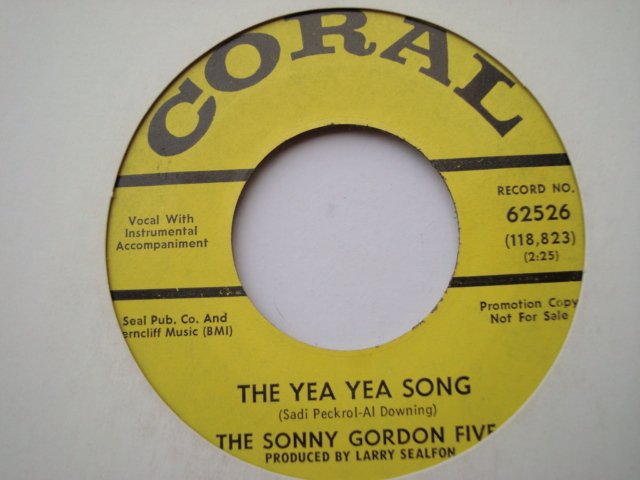 CORAL
RECORD NO.
62526
(118,823)
(2:25)
Vocal With
Instrumental
Accompaniment
Seal Pub. Co. And
erncliff Music (BMI)
Promotion Copy
Not For Sale
THE YEA YEA SONG
(Sadi Peckrol-Al Downing)
THE SONNY GORDON FIVE
PRODUCED BY LARRY SEALFON